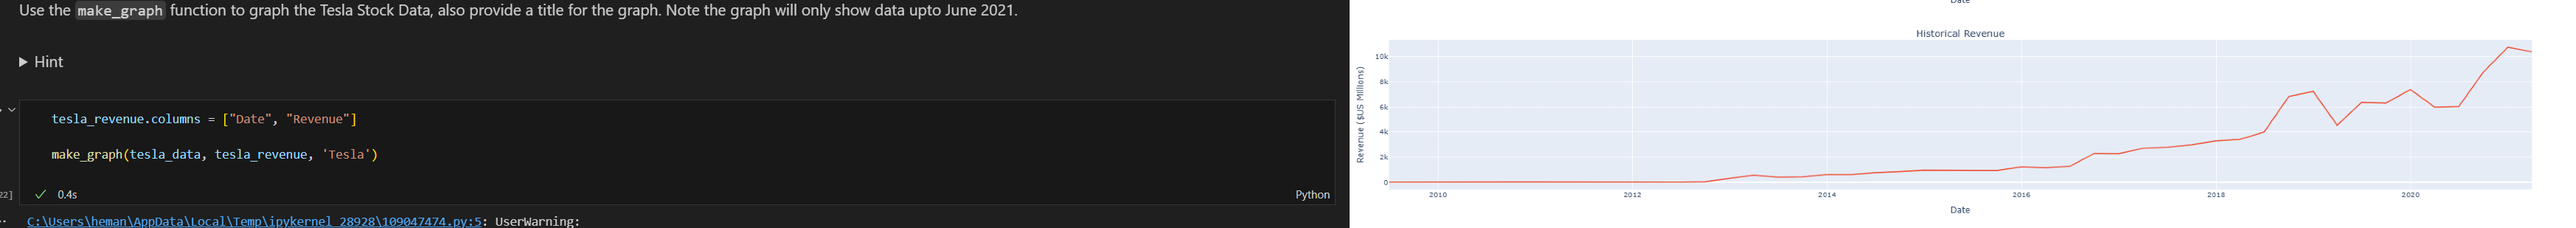 Use the make_graph function to graph the Tesla Stock Data, also provide a title for the graph. Note the graph will only show data upto June 2021.
Hint
tesla_revenue.columns = ["Date", "Revenue"]
make_graph(tesla_data, tesla_revenue, 'Tesla')
22]
0.4s
Python
C:\Users\heman\AppData\Local\Temp\ipykernel_28928\109047474.py:5: UserWarning:
Date
Historical Revenue
Revenue ($US Millions)
10k
8k
6k
4k
2k
0
2010 2012 2014 2016 2018 2020
Date